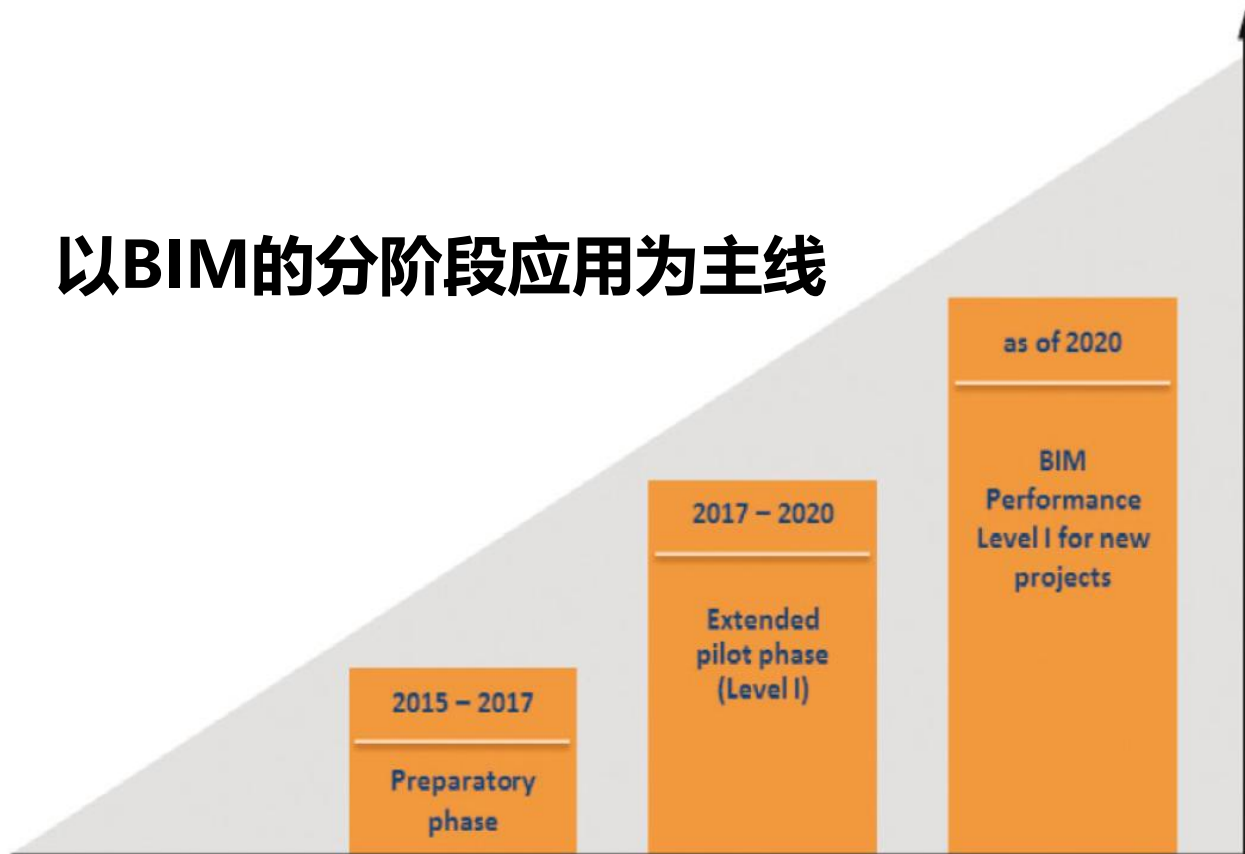 以BIM的分阶段应用为主线
as of 2020
BIM
Performance
Level I for new
projects
2017 – 2020
Extended
pilot phase
(Level I)
2015 – 2017
Preparatory
phase